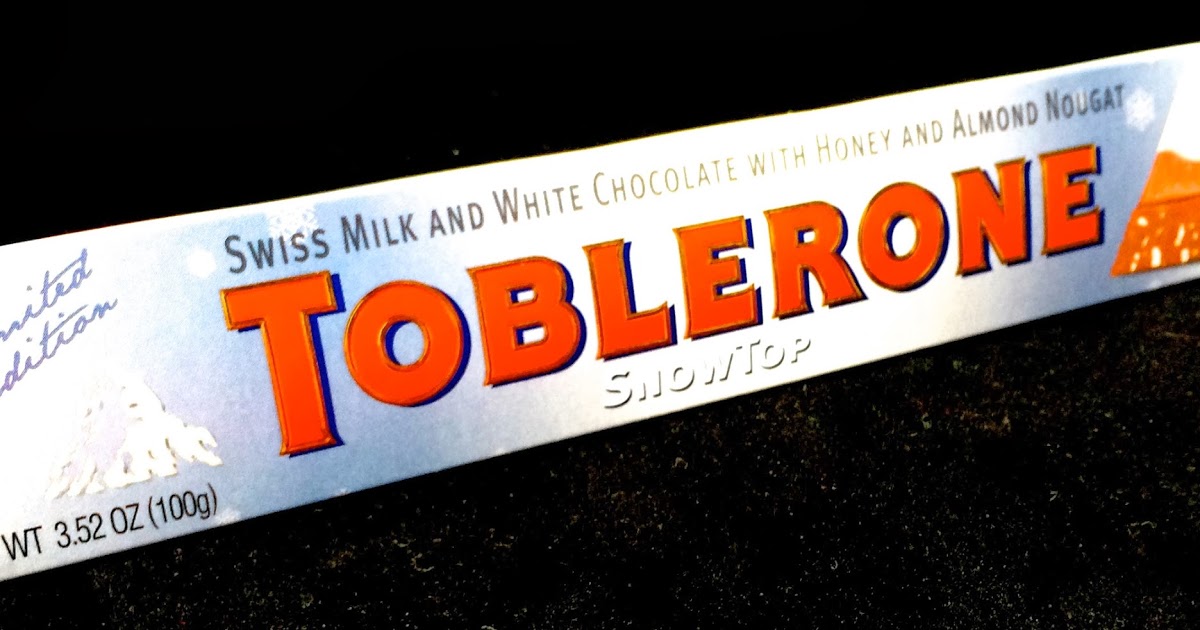 SWISS MILK AND WHITE CHOCOLATE WITH HONEY AND ALMOND NOUGAT
TOBLERONE
SNOWTOP
WT 3.52 OZ (100g)